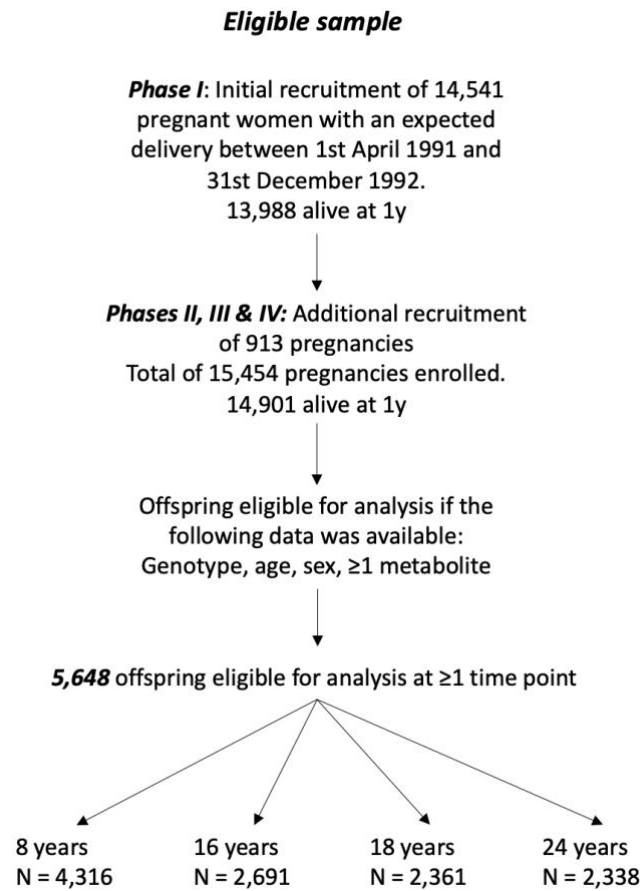 Eligible sample
Phase I: Initial recruitment of 14,541
pregnant women with an expected
delivery between 1st April 1991 and
31st December 1992.
13,988 alive at 1y
Phases II, III & IV: Additional recruitment
of 913 pregnancies
Total of 15,454 pregnancies enrolled.
14,901 alive at 1y
Offspring eligible for analysis if the
following data was available:
Genotype, age, sex, ≥1 metabolite
5,648 offspring eligible for analysis at ≥1 time point
8 years
N = 4,316
16 years
N = 2,691
18 years
N = 2,361
24 years
N = 2,338